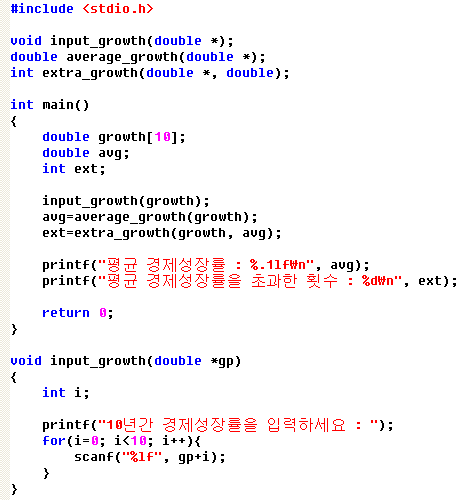 #include <stdio.h>
void input_growth(double *);
double average_growth(double *);
int extra_growth(double *, double);
int main()
{
double growth[10];
double avg;
int ext;
input_growth(growth);
avg=average_growth(growth);
ext=extra_growth(growth, avg);
printf("평균 경제성장률 : %.1lf₩n", avg);
printf("평균 경제성장률을 초과한 횟수 : %d₩n", ext);
return 0;
}
void input_growth(double *gp)
{
int i;
printf("10년간 경제성장률을 입력하세요 : ");
for(i=0; i<10; i++){
scanf("%lf", gp+i);
}
}